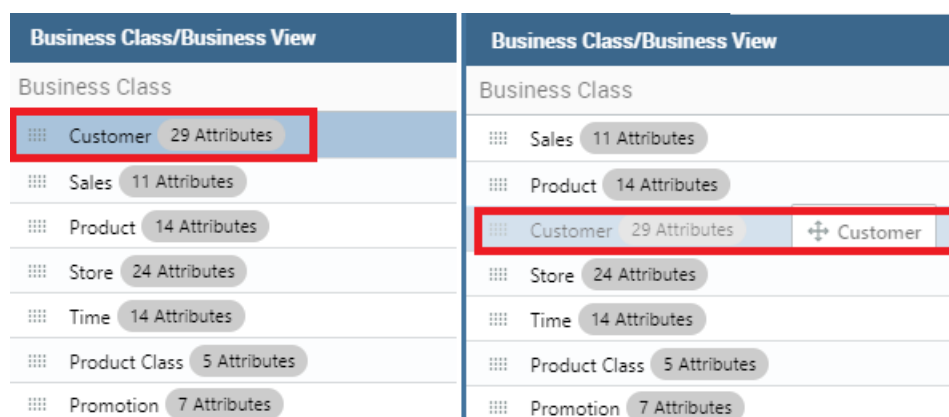 Business Class/Business View
Business Class
Customer 29 Attributes
Sales 11 Attributes
Product 14 Attributes
Store 24 Attributes
Time 14 Attributes
Product Class 5 Attributes
Promotion 7 Attributes
Business Class/Business View
Business Class
Sales 11 Attributes
Product 14 Attributes
Customer 29 Attributes Customer
Store 24 Attributes
Time 14 Attributes
Product Class 5 Attributes
Promotion 7 Attributes